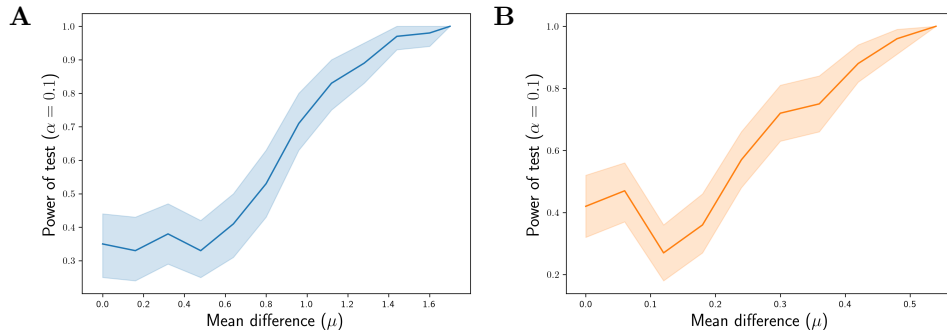 A
Power of test (α = 0.1)
1.0
0.9
0.8
0.7
0.6
0.5
0.4
0.3
0.0 0.2 0.4 0.6 0.8 1.0 1.2 1.4 1.6
Mean difference (μ)
B
Power of test (α = 0.1)
1.0
0.8
0.6
0.4
0.2
0.0 0.1 0.2 0.3 0.4 0.5
Mean difference (μ)